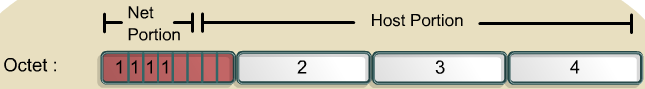 Net
Portion
Host Portion
Octet : 1 1 1 1 2 3 4